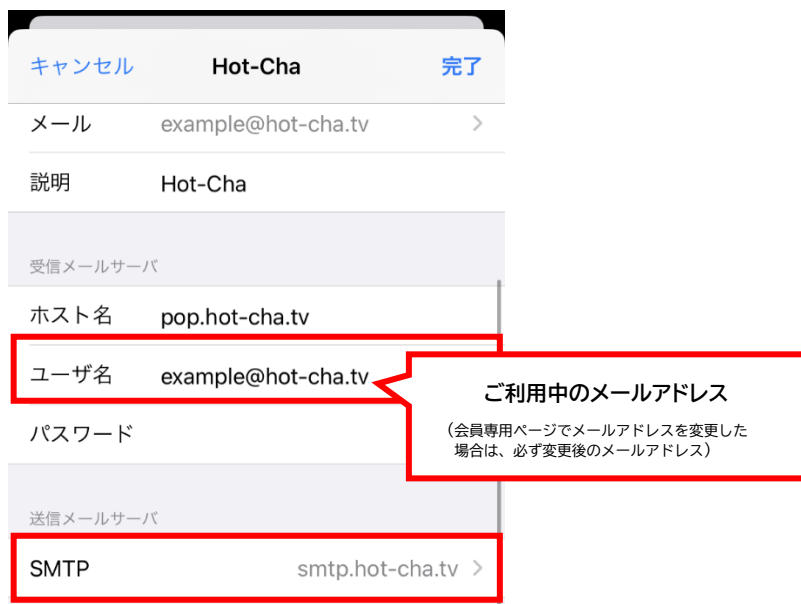 キャンセル Hot-Cha 完了
メール example@hot-cha.tv
説明 Hot-Cha
受信メールサーバ
ホスト名 pop.hot-cha.tv
ユーザ名 example@hot-cha.tv
ご利用中のメールアドレス
（会員専用ページでメールアドレスを変更した
場合は、必ず変更後のメールアドレス）
パスワード
送信メールサーバ
SMTP smtp.hot-cha.tv